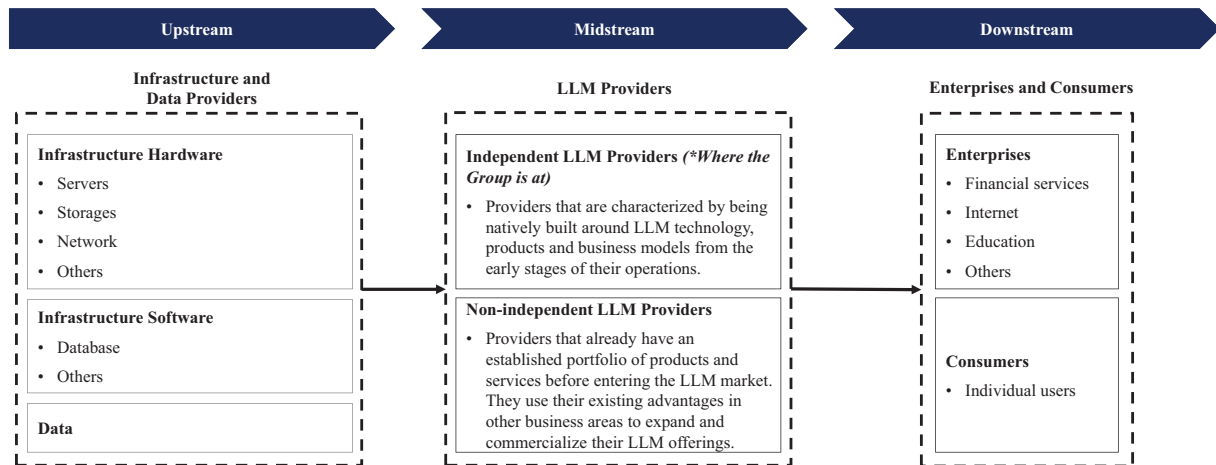 Upstream
Midstream
Downstream
Infrastructure and
Data Providers
Infrastructure Hardware
• Servers
• Storages
• Network
• Others
Infrastructure Software
• Database
• Others
Data
LLM Providers
Independent LLM Providers (*Where the
Group is at)
• Providers that are characterized by being
natively built around LLM technology,
products and business models from the
early stages of their operations.
Non-independent LLM Providers
• Providers that already have an
established portfolio of products and
services before entering the LLM market.
They use their existing advantages in
other business areas to expand and
commercialize their LLM offerings.
Enterprises and Consumers
Enterprises
• Financial services
• Internet
• Education
• Others
Consumers
• Individual users